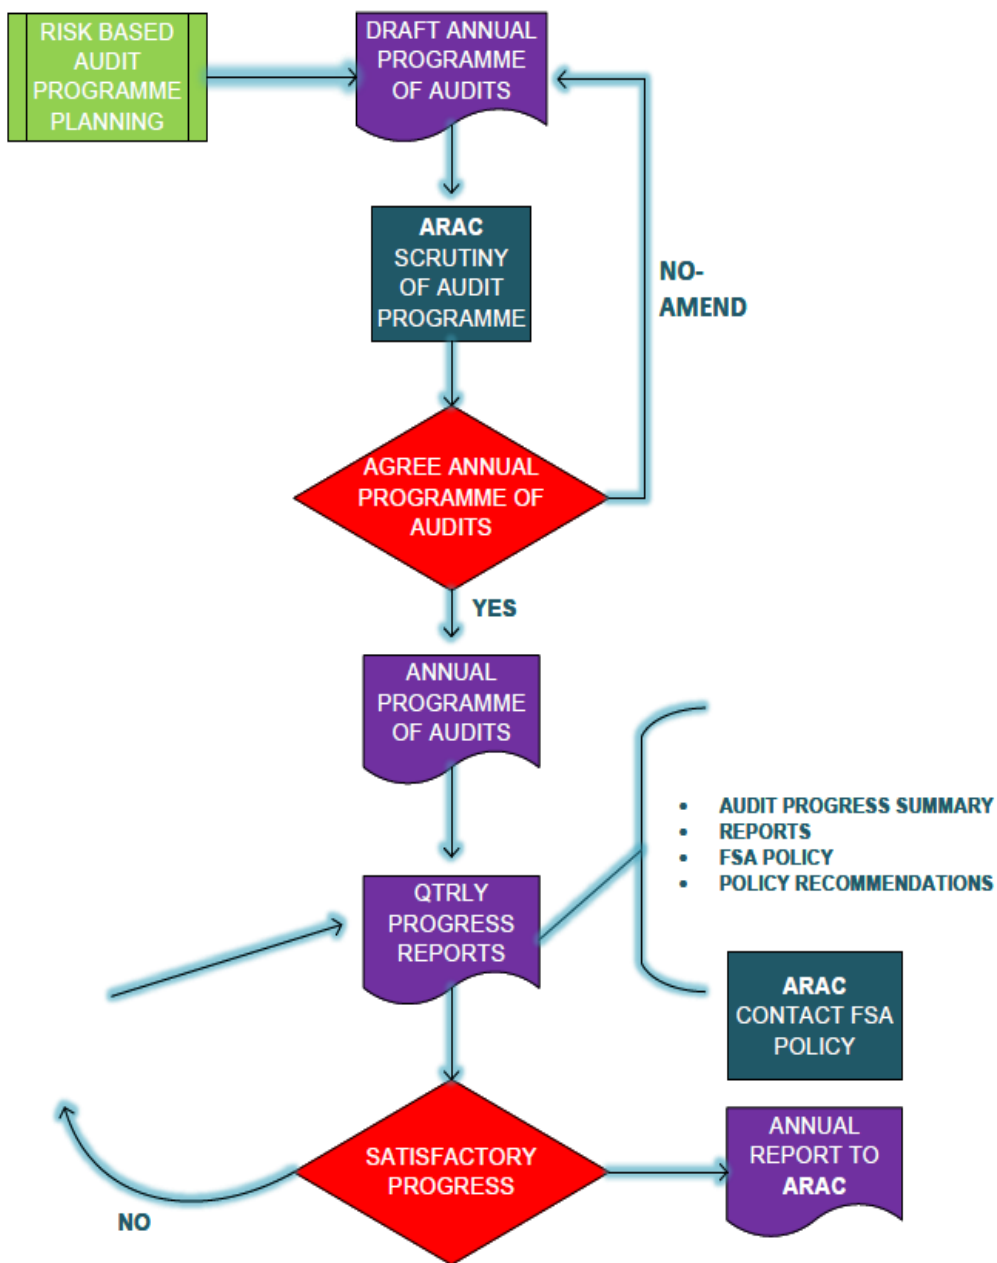 RISK BASED
AUDIT
PROGRAMME
PLANNING
DRAFT ANNUAL
PROGRAMME
OF AUDITS
ARAC
SCRUTINY
OF AUDIT
PROGRAMME
NO-
AMEND
AGREE ANNUAL
PROGRAMME OF
AUDITS
YES
ANNUAL
PROGRAMME
OF AUDITS
• AUDIT PROGRESS SUMMARY
• REPORTS
• FSA POLICY
• POLICY RECOMMENDATIONS
QTRLY
PROGRESS
REPORTS
ARAC
CONTACT FSA
POLICY
SATISFACTORY
PROGRESS
NO
ANNUAL
REPORT TO
ARAC